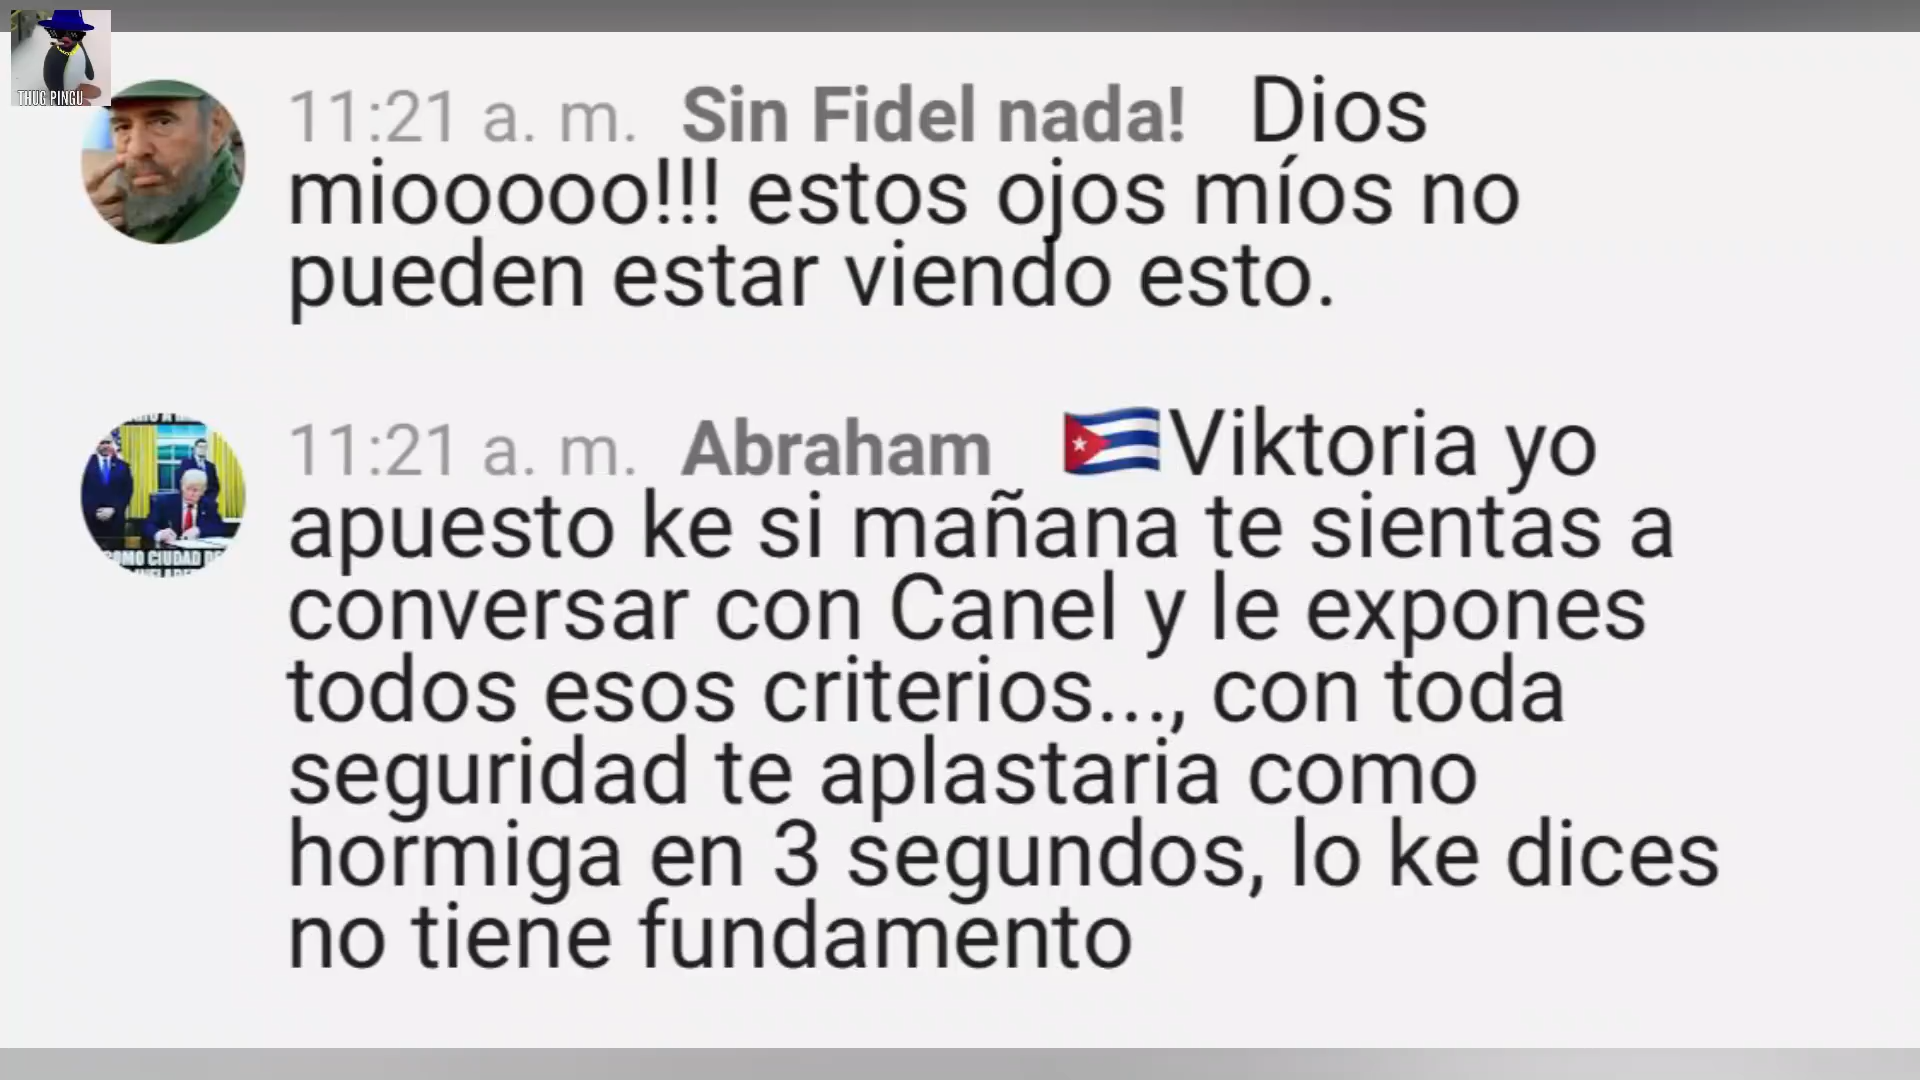 THUG PINGU
11:21 a. m. Sin Fidel nada! Dios
miooooo!!! estos ojos míos no
pueden estar viendo esto.
11:21 a. m. Abraham 🇨🇺Viktoria yo
apuesto ke si mañana te sientas a
conversar con Canel y le expones
todos esos criterios..., con toda
seguridad te aplastaria como
hormiga en 3 segundos, lo ke dices
no tiene fundamento
CIUDAD